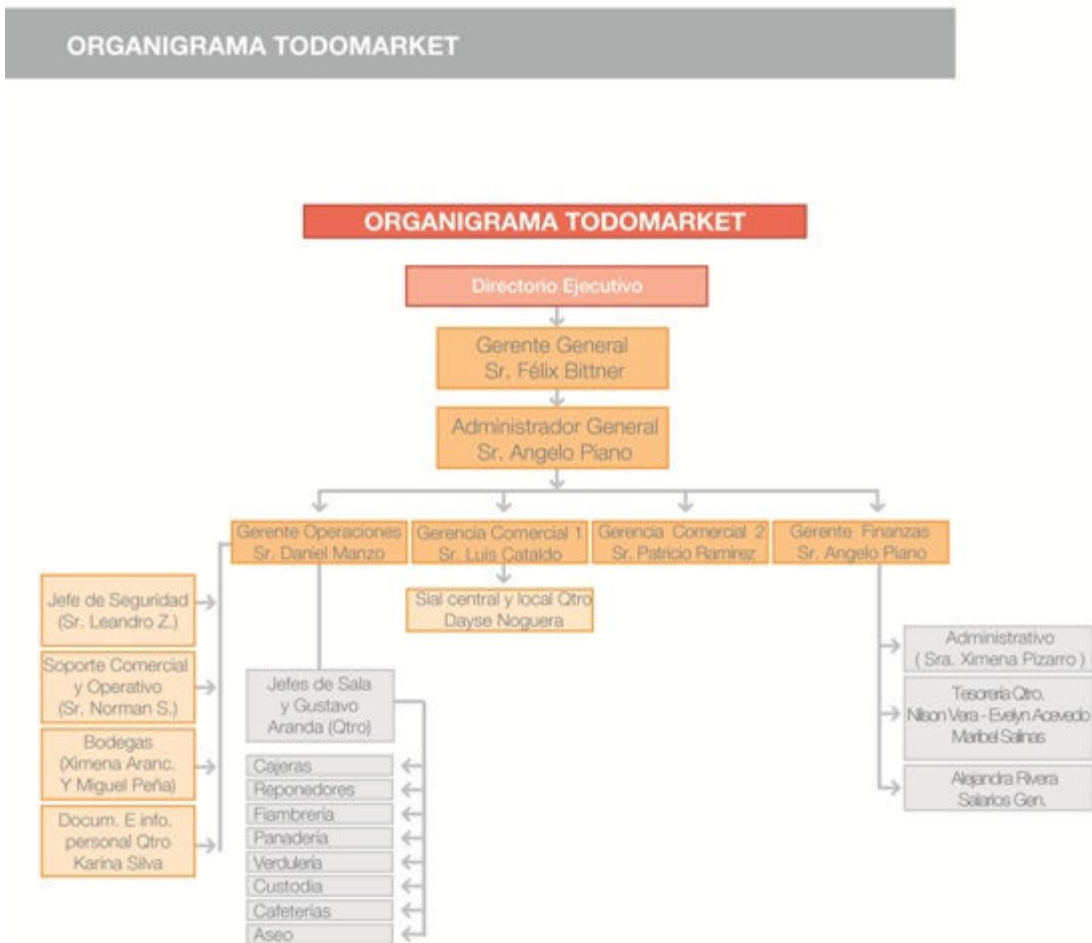 ORGANIGRAMA TODOMARKET
ORGANIGRAMA TODOMARKET
Directorio Ejecutivo
Gerente General
Sr. Félix Bittner
Administrador General
Sr. Angelo Piano
Gerente Operaciones
Sr. Daniel Manzo
Gerencia Comercial 1
Sr. Luis Cataldo
Gerencia Comercial 2
Sr. Patricio Ramirez
Gerente Finanzas
Sr. Angelo Piano
Jefe de Seguridad
(Sr. Leandro Z.)
Soporte Comercial
y Operativo
(Sr. Norman S.)
Bodegas
(Ximena Aranc.
Y Miguel Peña)
Docum. E info.
personal Qtro
Karina Silva
Jefes de Sala
y Gustavo
Aranda (Qtro)
Cajeras
Reponedores
Fiambrería
Panadería
Verdulería
Custodia
Cafeterías
Aseo
Sial central y local Qtro
Dayse Noguera
Administrativo
( Sra. Ximena Pizarro )
Tesorería Qtro.
Nilson Vera - Evelyn Acevedo
Maribel Salinas
Alejandra Rivera
Salarios Gen.